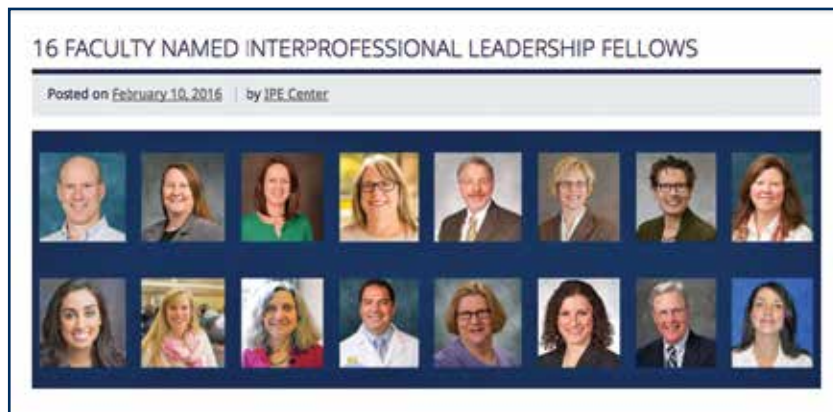 16 FACULTY NAMED INTERPROFESSIONAL LEADERSHIP FELLOWS
Posted on February 10, 2016 | by IPE Center